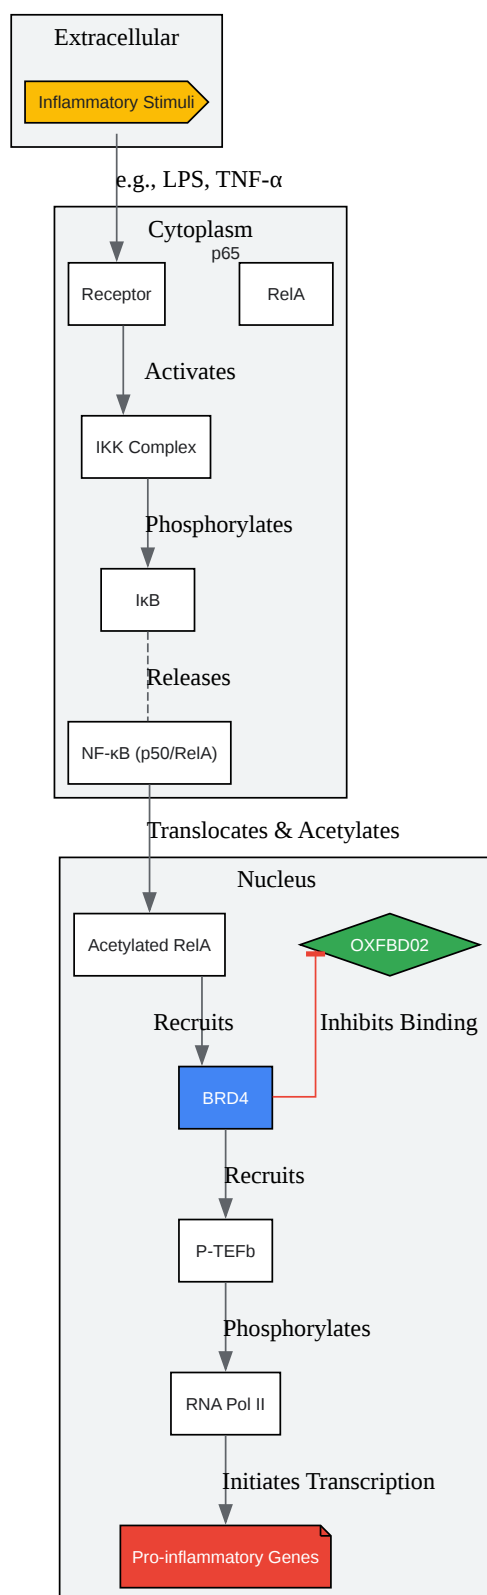 Extracellular
Inflammatory Stimuli
e.g., LPS, TNF-α
Cytoplasm
p65
Receptor
RelA
Activates
IKK Complex
Phosphorylates
IκB
Releases
NF-κB (p50/RelA)
Translocates & Acetylates
Nucleus
Acetylated RelA
OXFBD02
Recruits
Inhibits Binding
BRD4
Recruits
P-TEFb
Phosphorylates
RNA Pol II
Initiates Transcription
Pro-inflammatory Genes